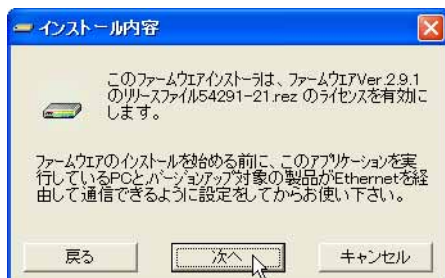 インストール内容
このファームウェアインストーラは、ファームウェアVer.2.9.1
のリリースファイル54291-21.rez のライセンスを有効に
します。
ファームウェアのインストールを始める前に、このアプリケーションを実
行しているPCと、バージョンアップ対象の製品がEthernetを経
由して通信できるように設定をしてからお使い下さい。
戻る
次へ
キャンセル